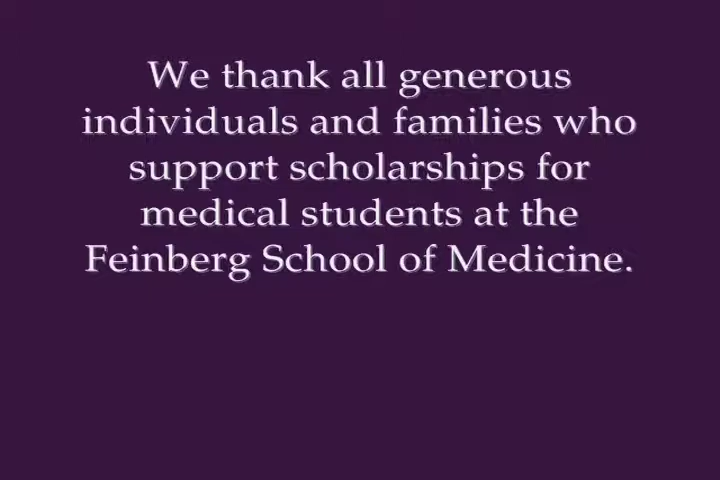 We thank all generous
individuals and families who
support scholarships for
medical students at the
Feinberg School of Medicine.